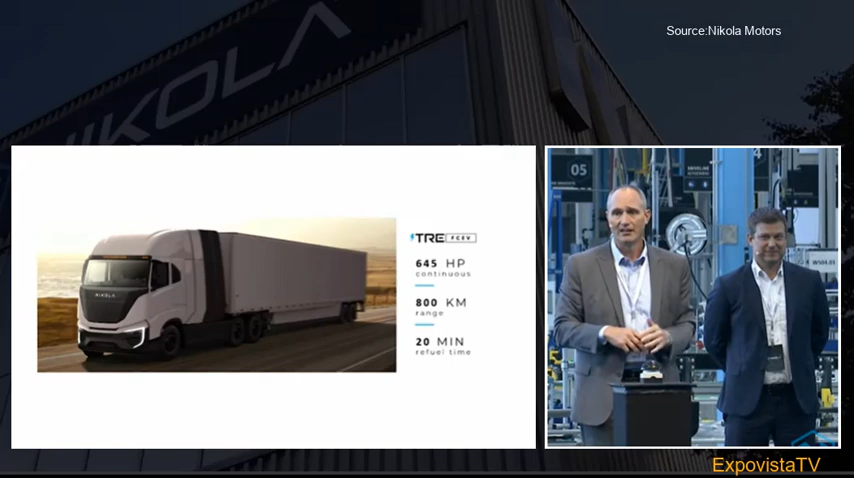 Source:Nikola Motors
NIKOLA
NIKOLA
TRE FCEV
645 HP
continuous
800 KM
range
20 MIN
refuel time
05
ExpovistaTV